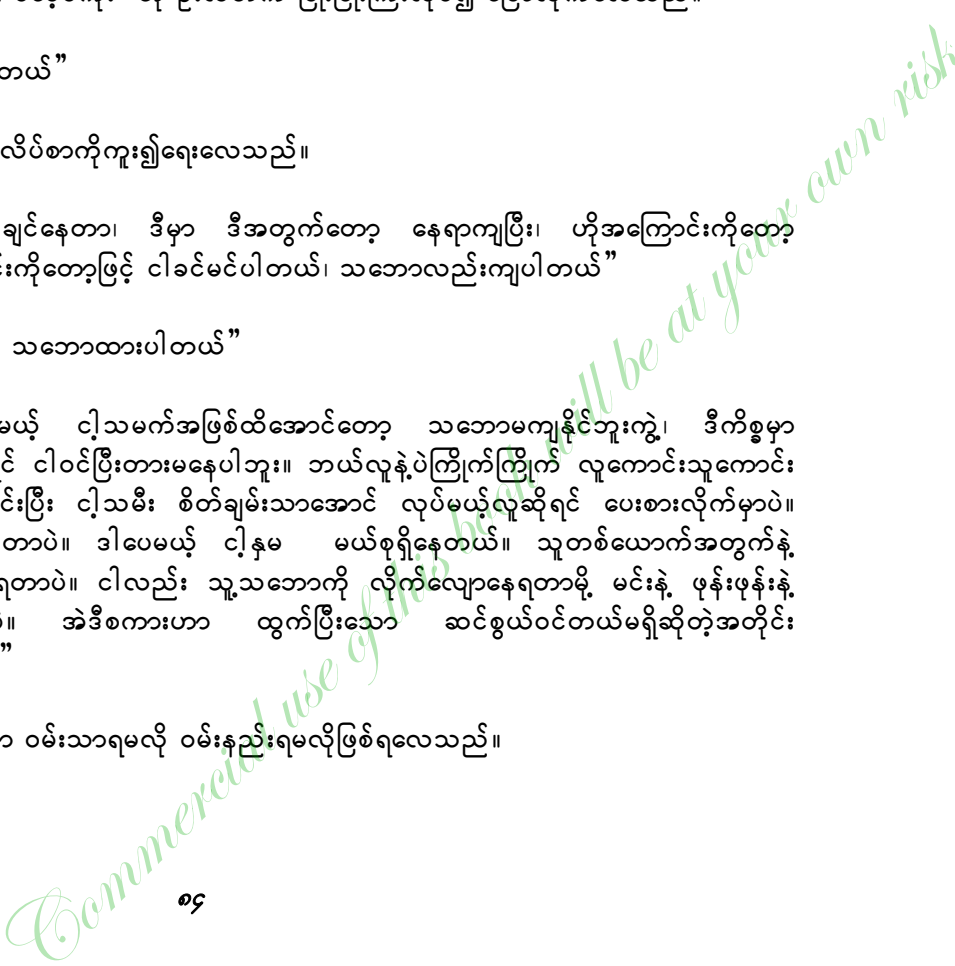 တယ်”
လိပ်စာကိုကူး၍ရေးလေသည်။
ချင်နေတာ၊ ဒီမှာ ဒီအတွက်တော့ နေရာကျပြီး၊ ဟိုအကြောင်းကိုတော့
းကိုတော့ဖြင့် ငါခင်မင်ပါတယ်၊ သဘောလည်းကျပါတယ်”
သဘောထားပါတယ်”
မယ့် ငါ့သမက်အဖြစ်ထိအောင်တော့ သဘောမကျနိုင်ဘူးကွဲ့၊ ဒီကိစ္စမှာ
င် ငါဝင်ပြီးတားမနေပါဘူး။ ဘယ်လူနဲ့ပဲကြိုက်ကြိုက် လူကောင်းသူကောင်း
င်းပြီး ငါ့သမီး စိတ်ချမ်းသာအောင် လုပ်မယ့်လူဆိုရင် ပေးစားလိုက်မှာပဲ။
တာပဲ။ ဒါပေမယ့် ငါ့နှမ မယ်စုရှိနေတယ်။ သူတစ်ယောက်အတွက်နဲ့
ရတာပဲ။ ငါလည်း သူ့သဘောကို လိုက်လျောနေရတာမို့ မင်းနဲ့ ဖုန်းဖုန်းနဲ့
အဲဒီစကားဟာ ထွက်ပြီးသော ဆင်စွယ်ဝင်တယ်မရှိဆိုတဲ့အတိုင်း
”
ာ ဝမ်းသာရမလို ဝမ်းနည်းရမလိုဖြစ်ရလေသည်။
၈၄
Commercial use of this book will be at your own risk